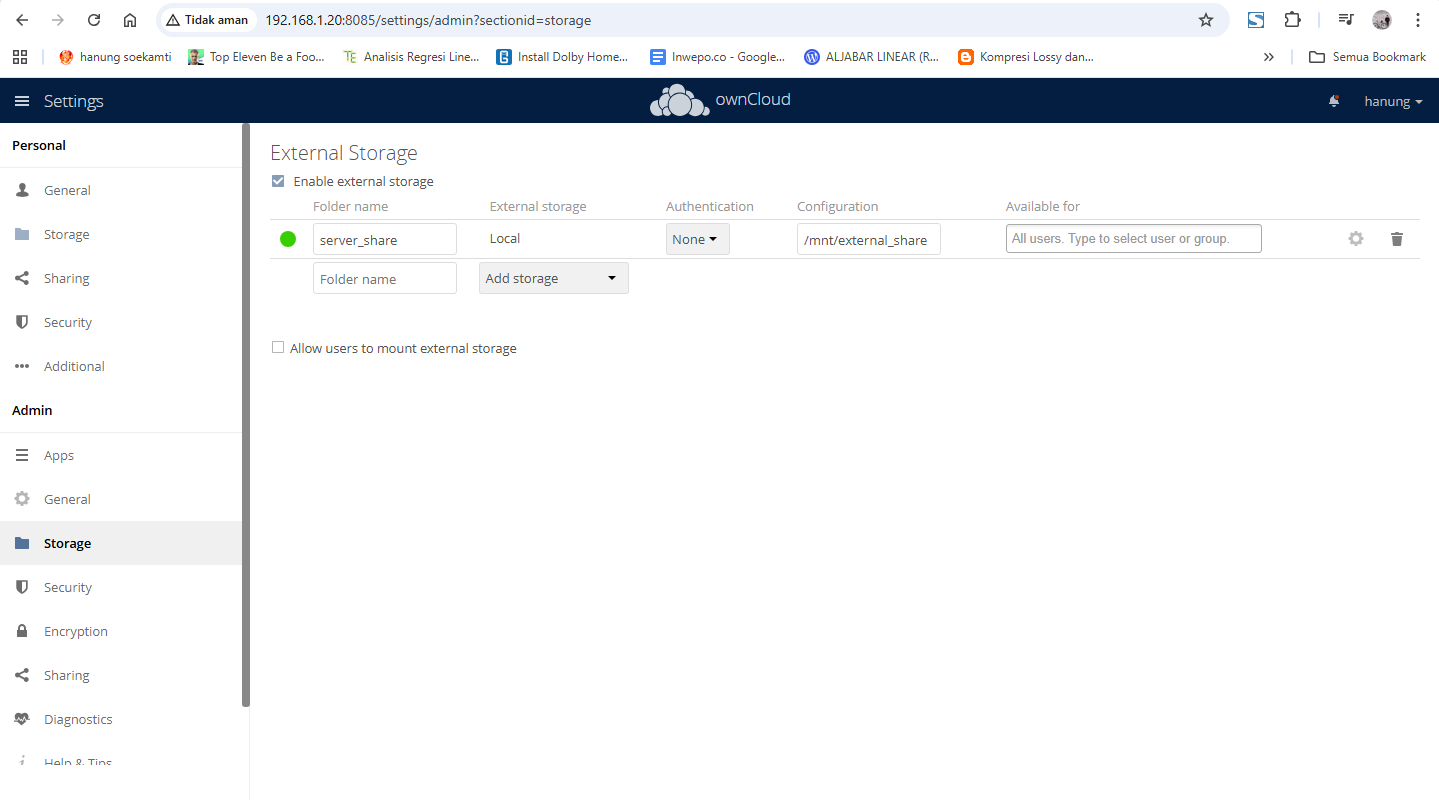 Tidak aman
192.168.1.20:8085/settings/admin?sectionid=storage
hanung soekamti
Top Eleven Be a Foo...
Analisis Regresi Line...
Install Dolby Home...
Inwepo.co - Google...
ALJABAR LINEAR (R...
Kompresi Lossy dan...
Semua Bookmark
Settings
ownCloud
hanung
Personal
General
Storage
Sharing
Security
Additional
Admin
Apps
General
Storage
Security
Encryption
Sharing
Diagnostics
Help & Tips
External Storage
Enable external storage
Folder name External storage Authentication Configuration Available for
server_share Local None /mnt/external_share All users. Type to select user or group.
Folder name Add storage
Allow users to mount external storage